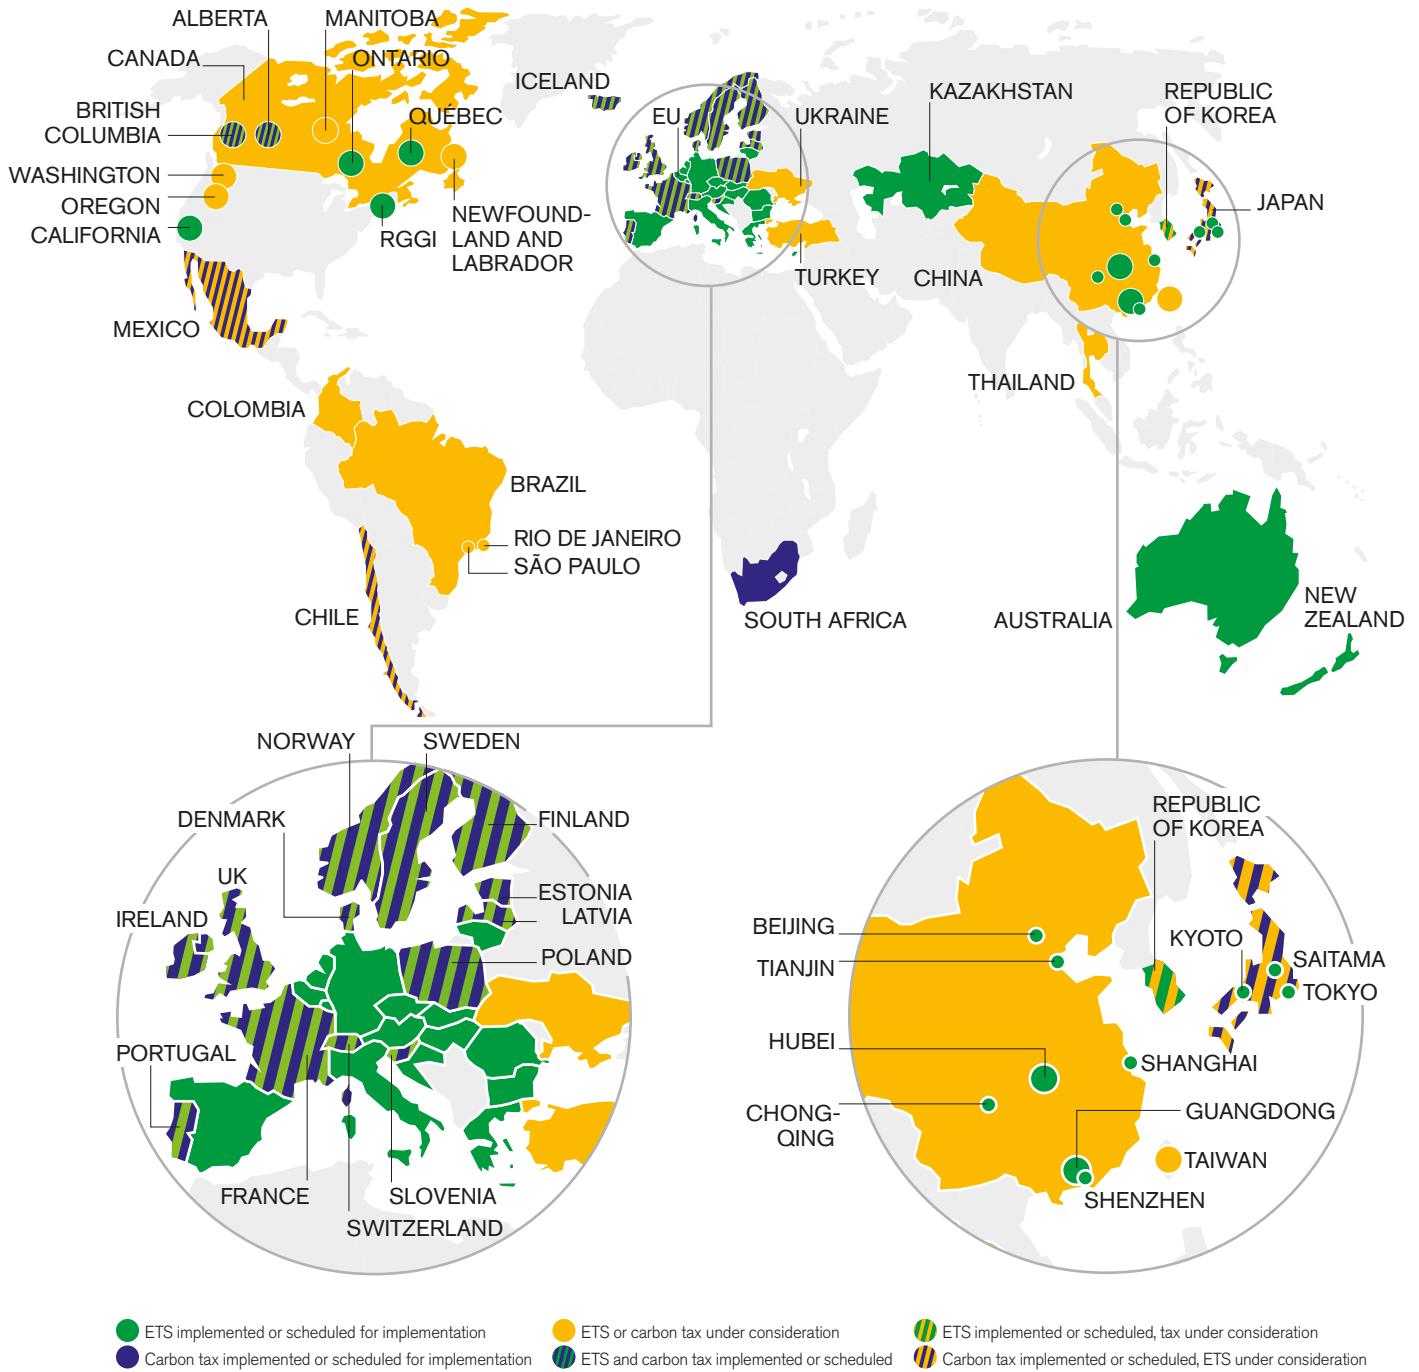 ALBERTA
MANITOBA
CANADA
ONTARIO
ICELAND
BRITISH
COLUMBIA
QUÉBEC
EU
UKRAINE
KAZAKHSTAN
REPUBLIC
OF KOREA
WASHINGTON
OREGON
CALIFORNIA
RGGI
NEWFOUND-
LAND AND
LABRADOR
JAPAN
TURKEY
CHINA
MEXICO
THAILAND
COLOMBIA
BRAZIL
RIO DE JANEIRO
SÃO PAULO
CHILE
SOUTH AFRICA
AUSTRALIA
NEW
ZEALAND
NORWAY
SWEDEN
DENMARK
FINLAND
UK
IRELAND
ESTONIA
LATVIA
POLAND
PORTUGAL
FRANCE
SLOVENIA
SWITZERLAND
REPUBLIC
OF KOREA
BEIJING
TIANJIN
KYOTO
SAITAMA
TOKYO
HUBEI
SHANGHAI
CHONG-
QING
GUANGDONG
TAIWAN
SHENZHEN
ETS implemented or scheduled for implementation
ETS or carbon tax under consideration
ETS implemented or scheduled, tax under consideration
Carbon tax implemented or scheduled for implementation
ETS and carbon tax implemented or scheduled
Carbon tax implemented or scheduled, ETS under consideration